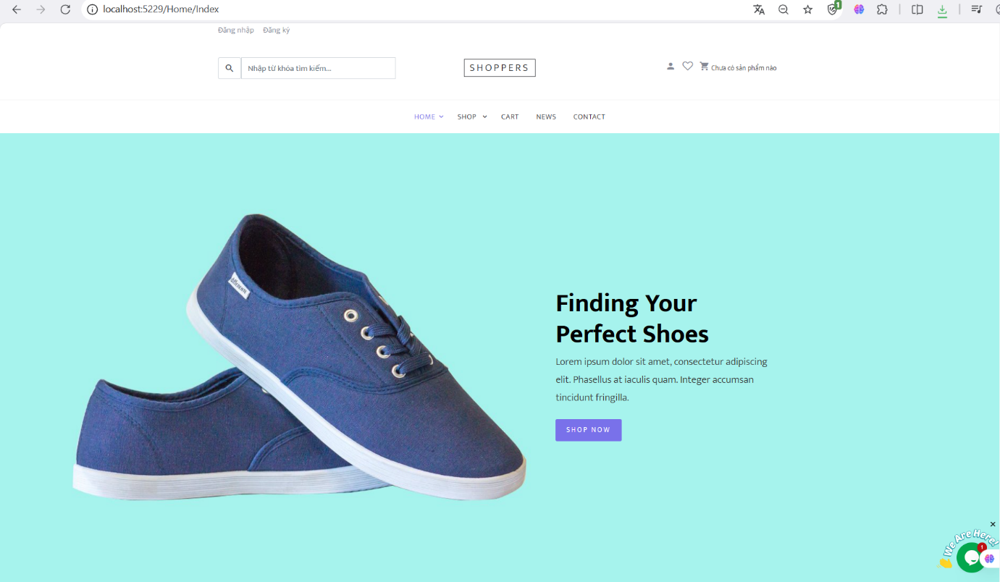 localhost:5229/Home/Index
1
Đăng nhập Đăng ký
Nhập từ khóa tìm kiếm...
SHOPPERS
Chưa có sản phẩm nào
HOME SHOP CART NEWS CONTACT
Finding Your
Perfect Shoes
Lorem ipsum dolor sit amet, consectetur adipiscing
elit. Phasellus at iaculis quam. Integer accumsan
tincidunt fringilla.
SHOP NOW
We Are Here!
1